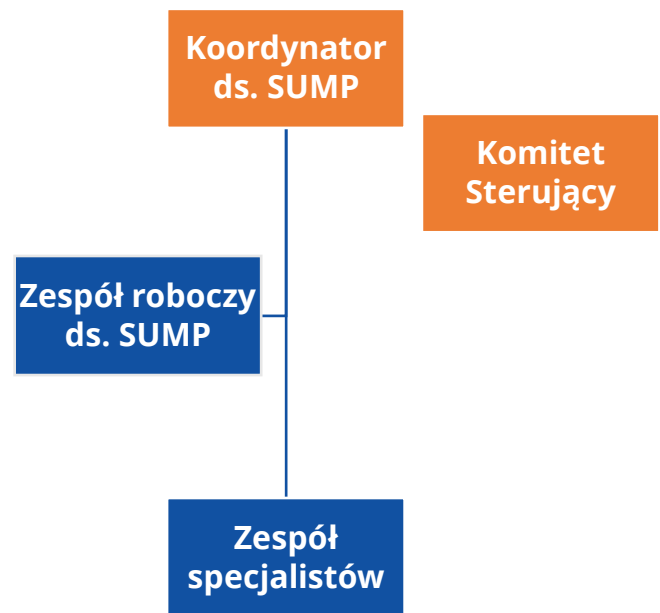 Koordynator
ds. SUMP
Komitet
Sterujący
Zespół roboczy
ds. SUMP
Zespół
specjalistów